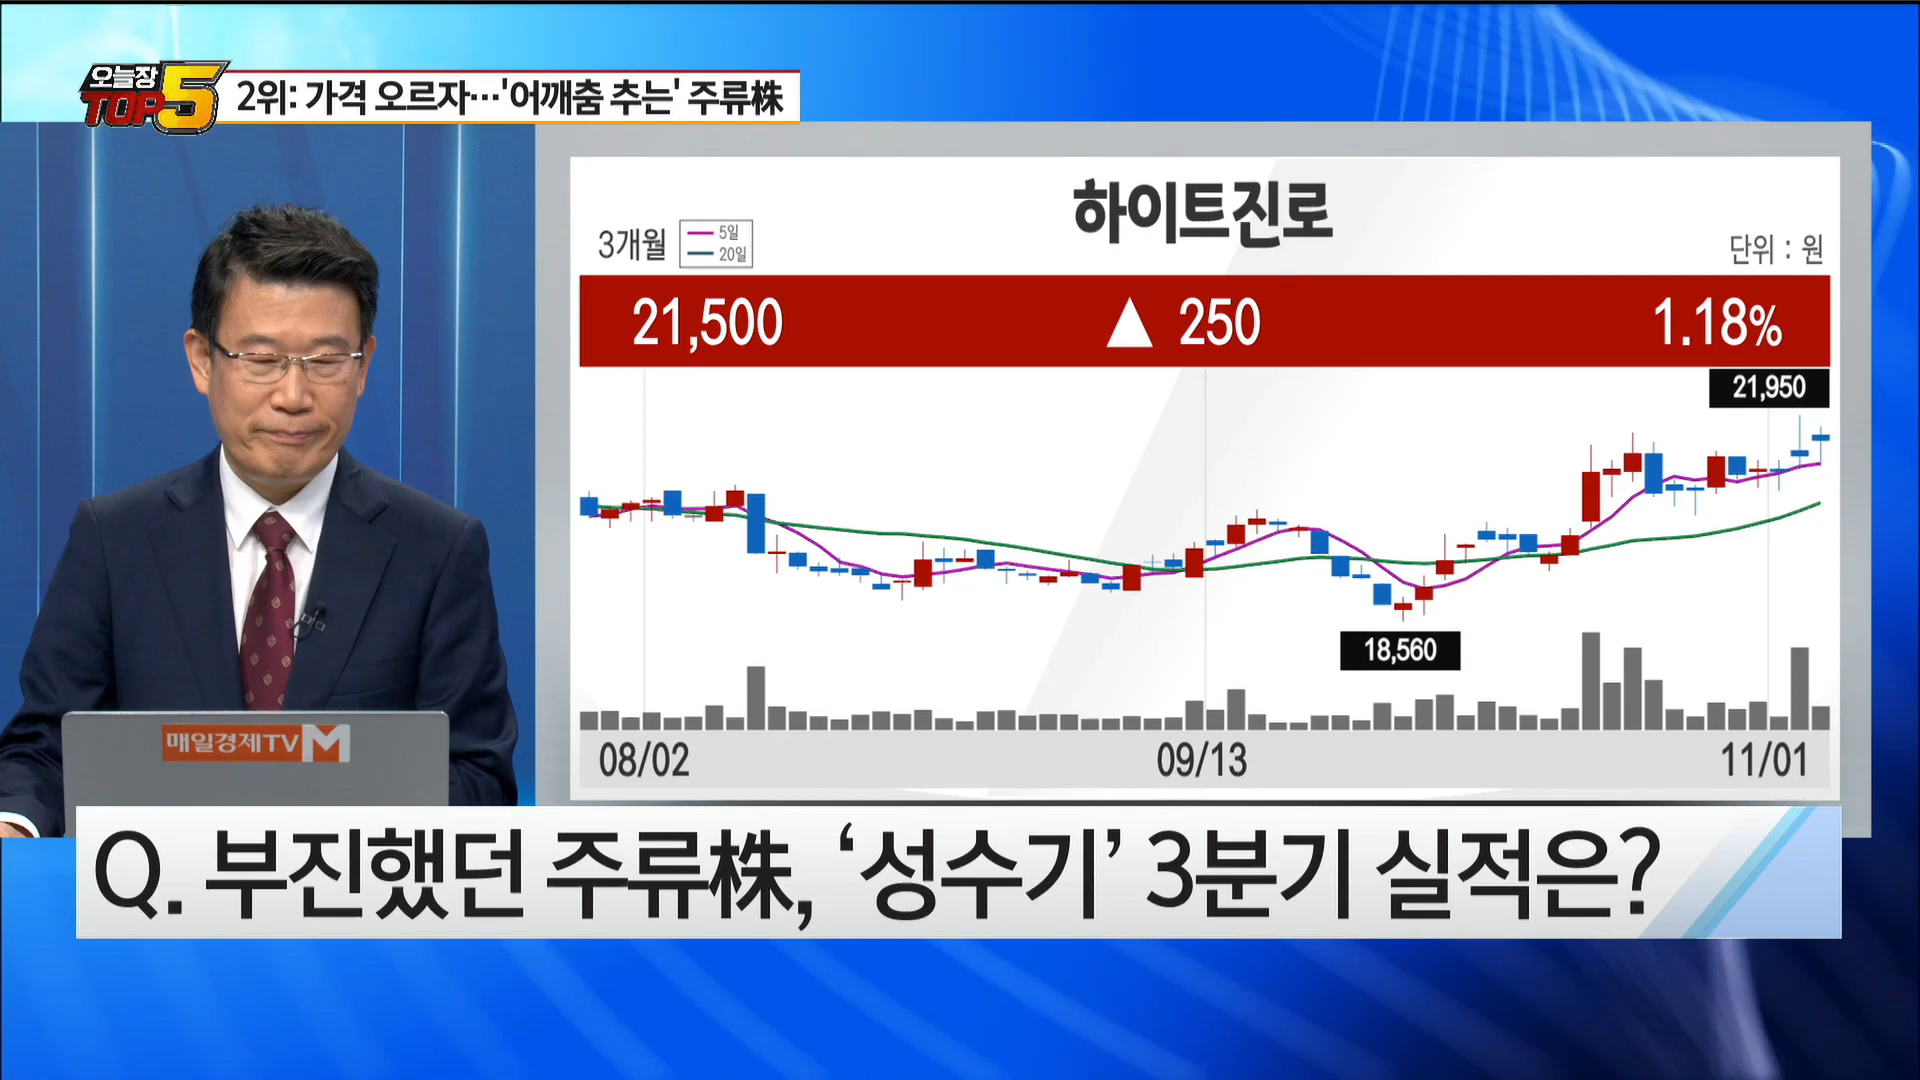 오늘장
TOP5
2위: 가격 오르자…'어깨춤 추는' 주류株
하이트진로
3개월
5일
20일
단위 : 원
21,500 ▲ 250 1.18%
21,950
18,560
08/02 09/13 11/01
매일경제TV M
Q. 부진했던 주류株, ‘성수기’ 3분기 실적은?